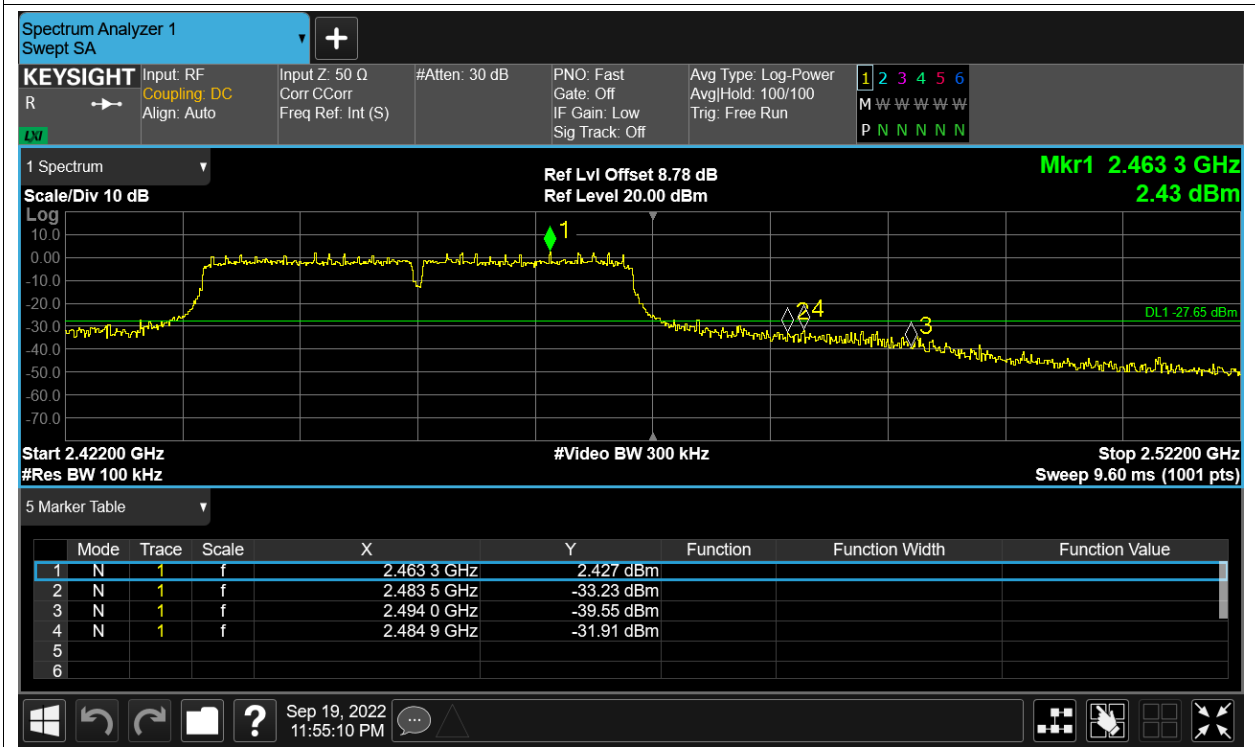 Spectrum Analyzer 1
Swept SA
KEYSIGHT Input: RF Input Z: 50 Ω #Atten: 30 dB PNO: Fast Avg Type: Log-Power 1 2 3 4 5 6
R Coupling: DC Corr CCorr Gate: Off Avg|Hold: 100/100 M W W W W W
Align: Auto Freq Ref: Int (S) IF Gain: Low Trig: Free Run
LXI Sig Track: Off P N N N N N
1 Spectrum Ref Lvl Offset 8.78 dB Mkr1 2.463 3 GHz
Scale/Div 10 dB Ref Level 20.00 dBm 2.43 dBm
Log
10.0
1
0.00
-10.0
-20.0
2 4
DL1 -27.65 dBm
-30.0
3
-40.0
-50.0
-60.0
-70.0
Start 2.42200 GHz #Video BW 300 kHz Stop 2.52200 GHz
#Res BW 100 kHz Sweep 9.60 ms (1001 pts)
5 Marker Table
Mode Trace Scale X Y Function Function Width Function Value
1 N 1 f 2.463 3 GHz 2.427 dBm
2 N 1 f 2.483 5 GHz -33.23 dBm
3 N 1 f 2.494 0 GHz -39.55 dBm
4 N 1 f 2.484 9 GHz -31.91 dBm
5
6
? Sep 19, 2022
11:55:10 PM